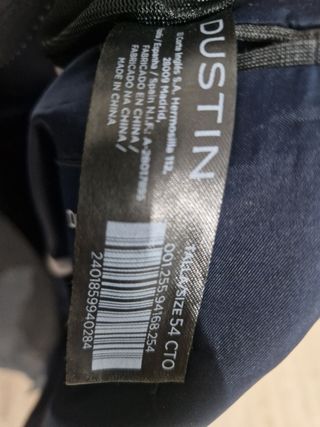 DUSTIN
El Corte Inglés S.A. Hermosilla 112,
28009 Madrid,
España / Spain N.I.F.: A-28017895
FABRICADO EN CHINA /
FABRICADO NA CHINA /
MADE IN CHINA /
TALLA/SIZE 54 CTO
001 255 94168 254
2401859940284